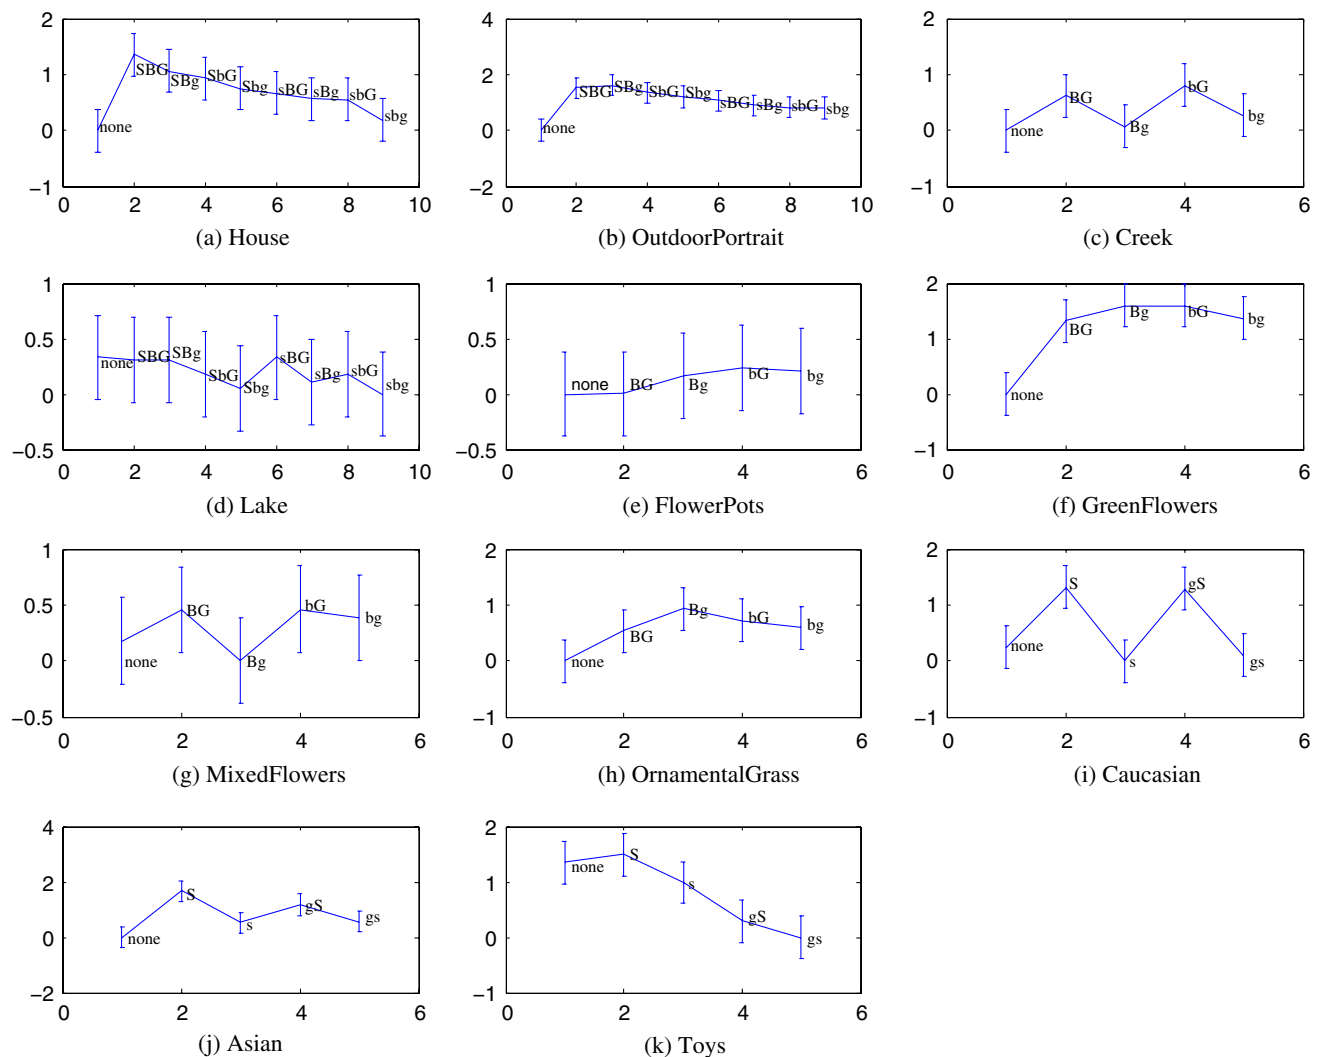 2
1
0
−1
none
SBG
SBg
SbG
Sbg
sBG
sBg
sbG
sbg
0 2 4 6 8 10
(a) House
4
2
0
−2
none
SBG
SBG
SbG
Sbg
sBG
sBg
sbG
sbg
0 2 4 6 8 10
(b) OutdoorPortrait
2
1
0
−1
none
BG
Bg
bG
bg
0 2 4 6
(c) Creek
1
0.5
0
−0.5
none
SBG
SBg
SbG
Sbg
sBG
sBg
sbG
sbg
0 2 4 6 8 10
(d) Lake
1
0.5
0
−0.5
none
BG
Bg
bG
bg
0 2 4 6
(e) FlowerPots
2
1
0
−1
none
BG
Bg
bG
bg
0 2 4 6
(f) GreenFlowers
1
0.5
0
−0.5
none
BG
Bg
bG
bg
0 2 4 6
(g) MixedFlowers
2
1
0
−1
none
BG
Bg
bG
bg
0 2 4 6
(h) OrnamentalGrass
2
1
0
−1
none
S
s
gS
gs
0 2 4 6
(i) Caucasian
4
2
0
−2
none
S
s
gS
gs
0 2 4 6
(j) Asian
2
1
0
−1
none
S
s
gS
gs
0 2 4 6
(k) Toys